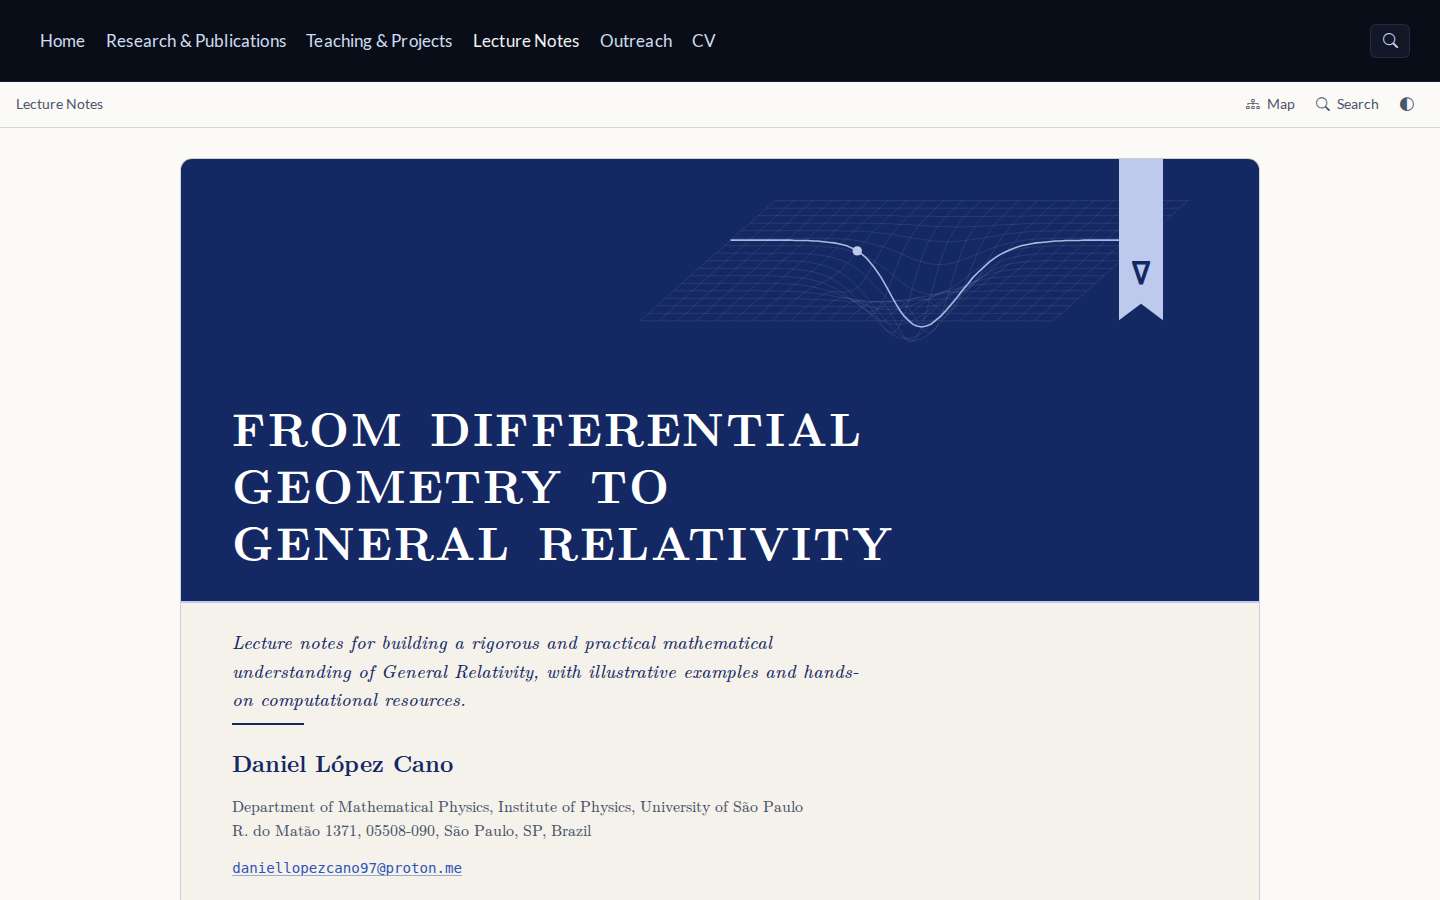 Home Research & Publications Teaching & Projects Lecture Notes Outreach CV
Lecture Notes Map Search
∇
FROM DIFFERENTIAL
GEOMETRY TO
GENERAL RELATIVITY
Lecture notes for building a rigorous and practical mathematical
understanding of General Relativity, with illustrative examples and hands-
on computational resources.
Daniel López Cano
Department of Mathematical Physics, Institute of Physics, University of São Paulo
R. do Matão 1371, 05508-090, São Paulo, SP, Brazil
daniellopezcano97@proton.me